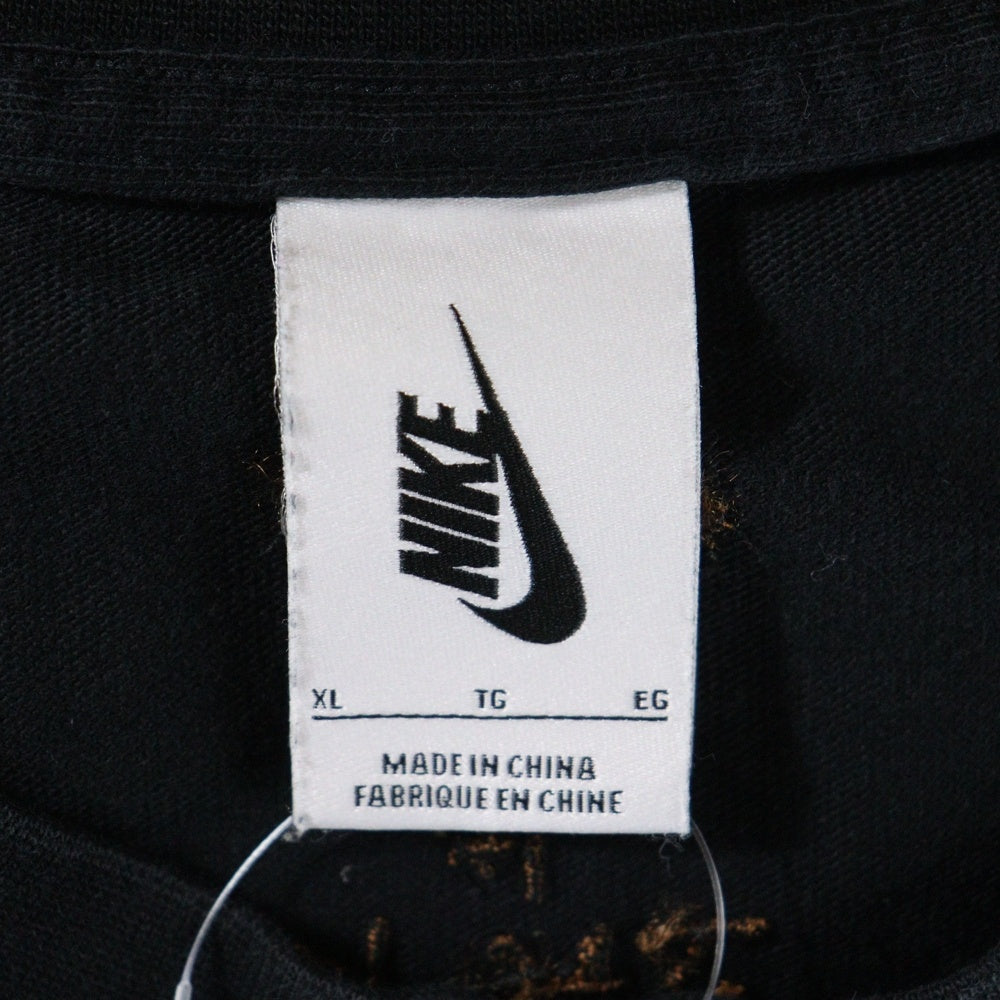 NIKE
XL TG EG
MADE IN CHINA
FABRIQUE EN CHINE